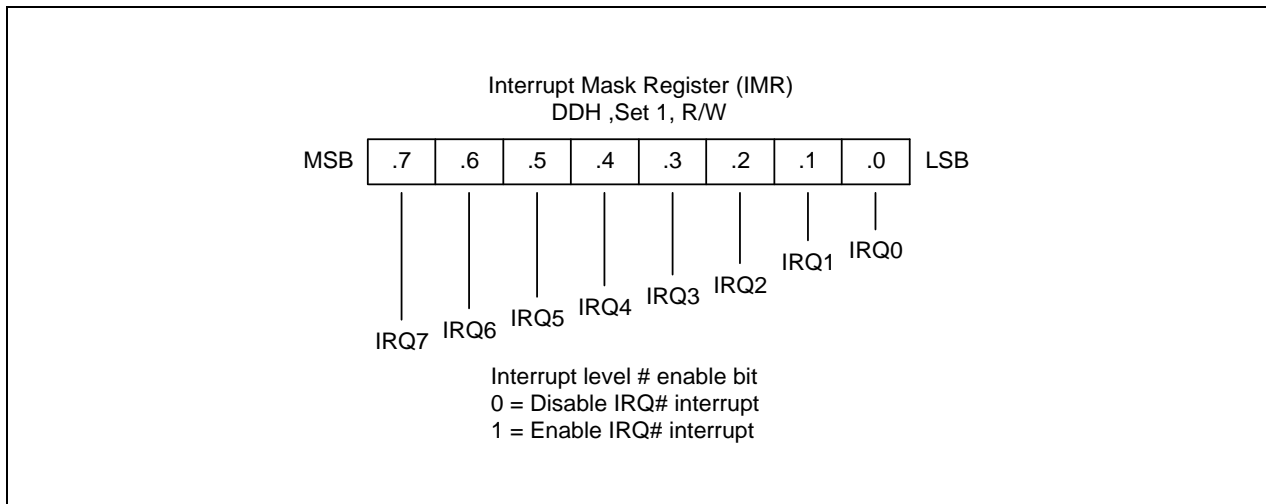 Interrupt Mask Register (IMR)
DDH ,Set 1, R/W
MSB .7 .6 .5 .4 .3 .2 .1 .0 LSB
IRQ7 IRQ6 IRQ5 IRQ4 IRQ3 IRQ2 IRQ1 IRQ0
Interrupt level # enable bit
0 = Disable IRQ# interrupt
1 = Enable IRQ# interrupt